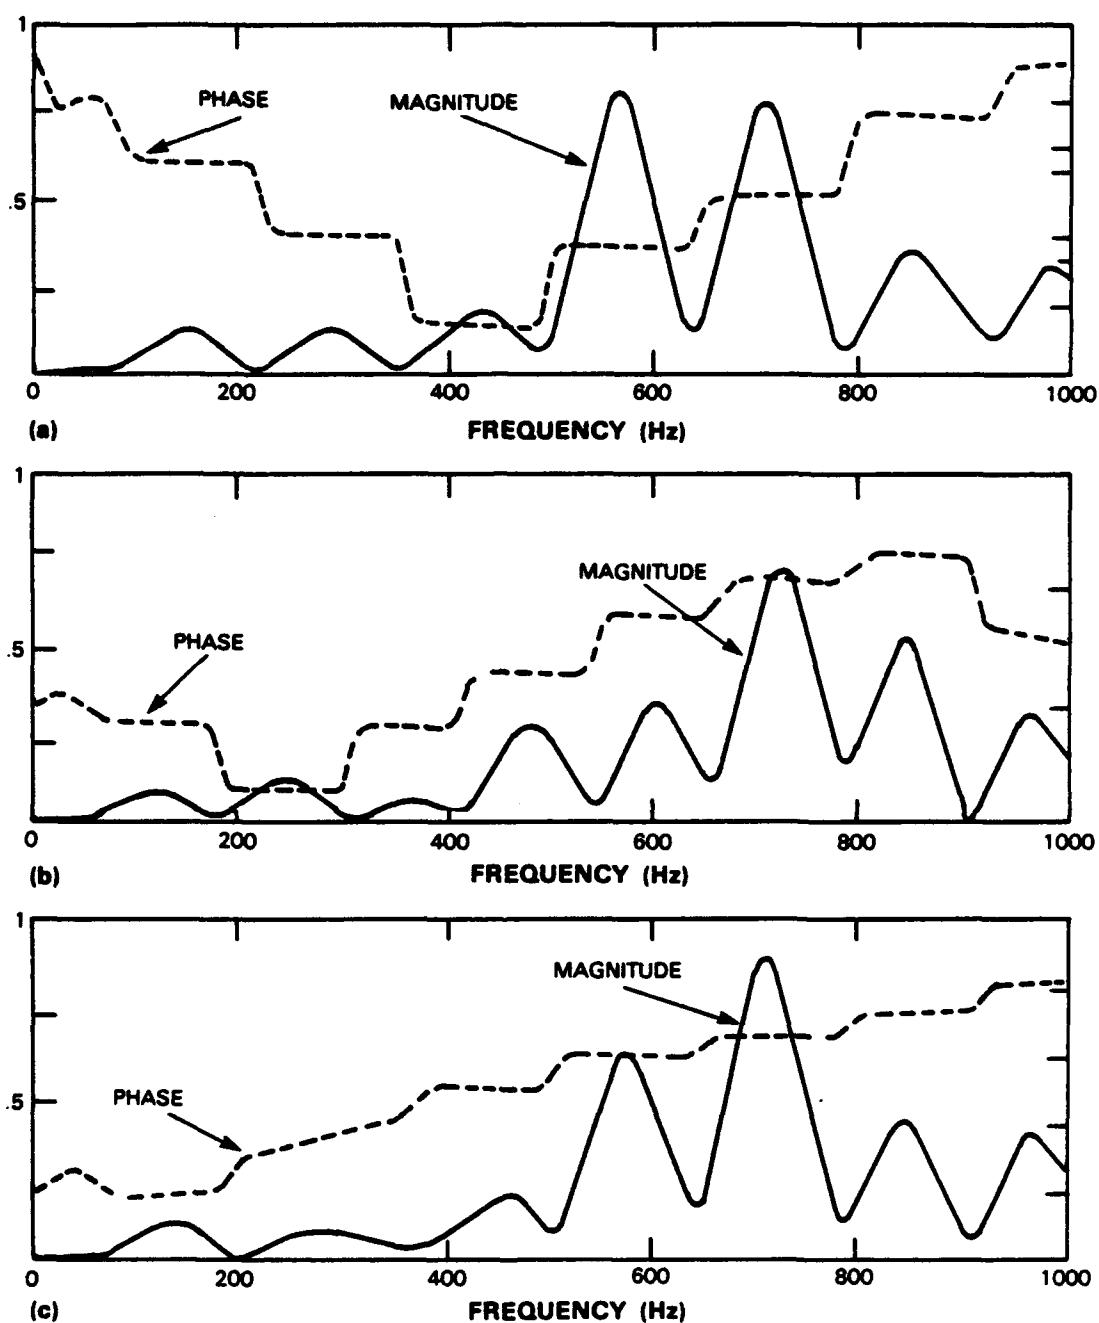 1
PHASE
MAGNITUDE
.5
0 200 400 600 800 1000
(a) FREQUENCY (Hz)
1
MAGNITUDE
PHASE
.5
0 200 400 600 800 1000
(b) FREQUENCY (Hz)
1
MAGNITUDE
PHASE
.5
0 200 400 600 800 1000
(c) FREQUENCY (Hz)